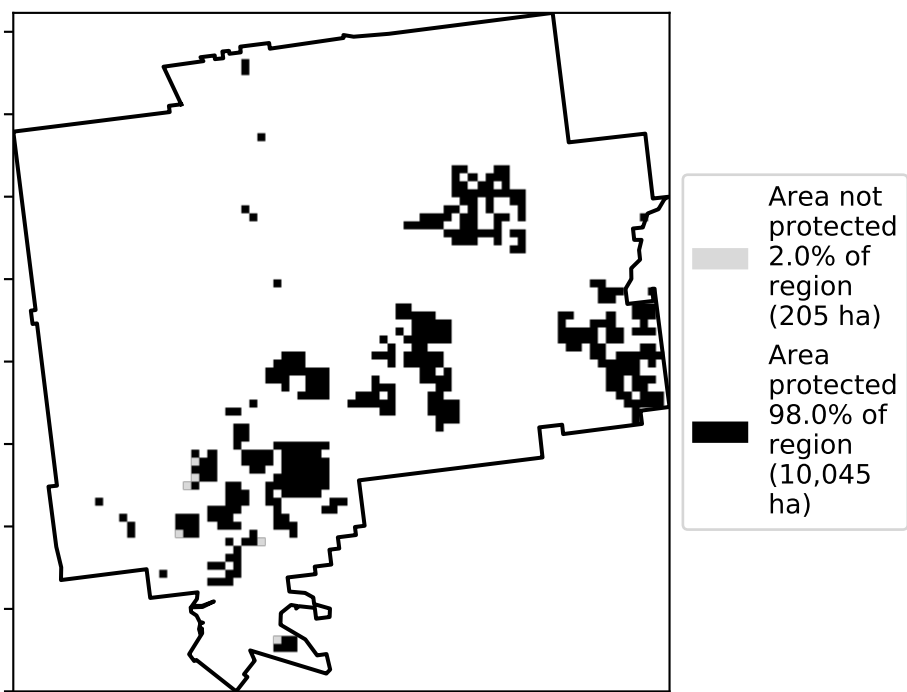 Area not
protected
2.0% of
region
(205 ha)
Area
protected
98.0% of
region
(10,045
ha)